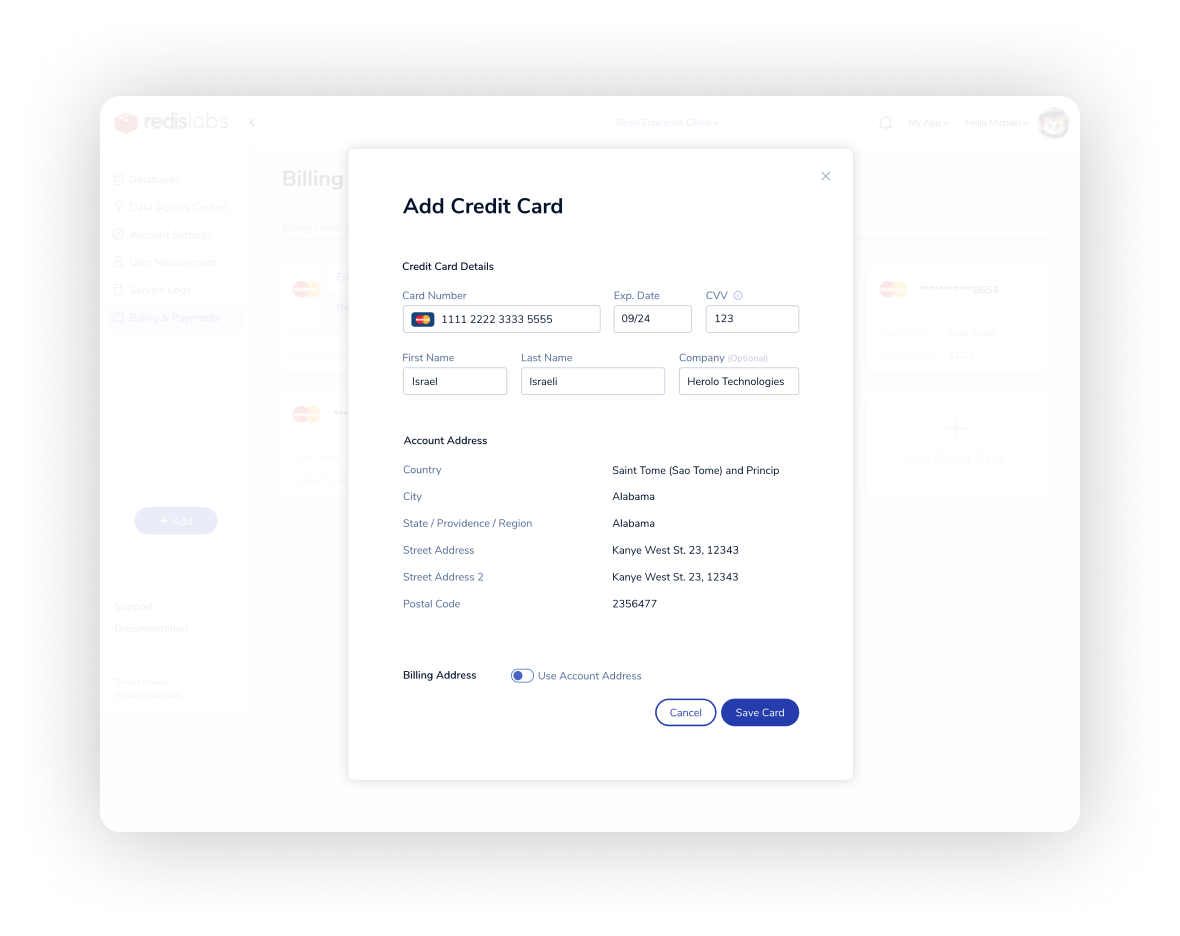 redislabs
Redis Enterprise Cloud
My App
Hello Michael
Databases
Data Access Control
Account Settings
User Management
Service Logs
Billing & Payments
+ Add
Support
Documentation
Terms | Privacy
© 2020 Redis Labs
Billing
Billing History
Add Credit Card
Credit Card Details
Card Number Exp. Date CVV
1111 2222 3333 5555 09/24 123
First Name Last Name Company (Optional)
Israel Israeli Herolo Technologies
Account Address
Country Saint Tome (Sao Tome) and Princip
City Alabama
State / Providence / Region Alabama
Street Address Kanye West St. 23, 12343
Street Address 2 Kanye West St. 23, 12343
Postal Code 2356477
Billing Address Use Account Address
Cancel Save Card
***********8654
Add Credit Card